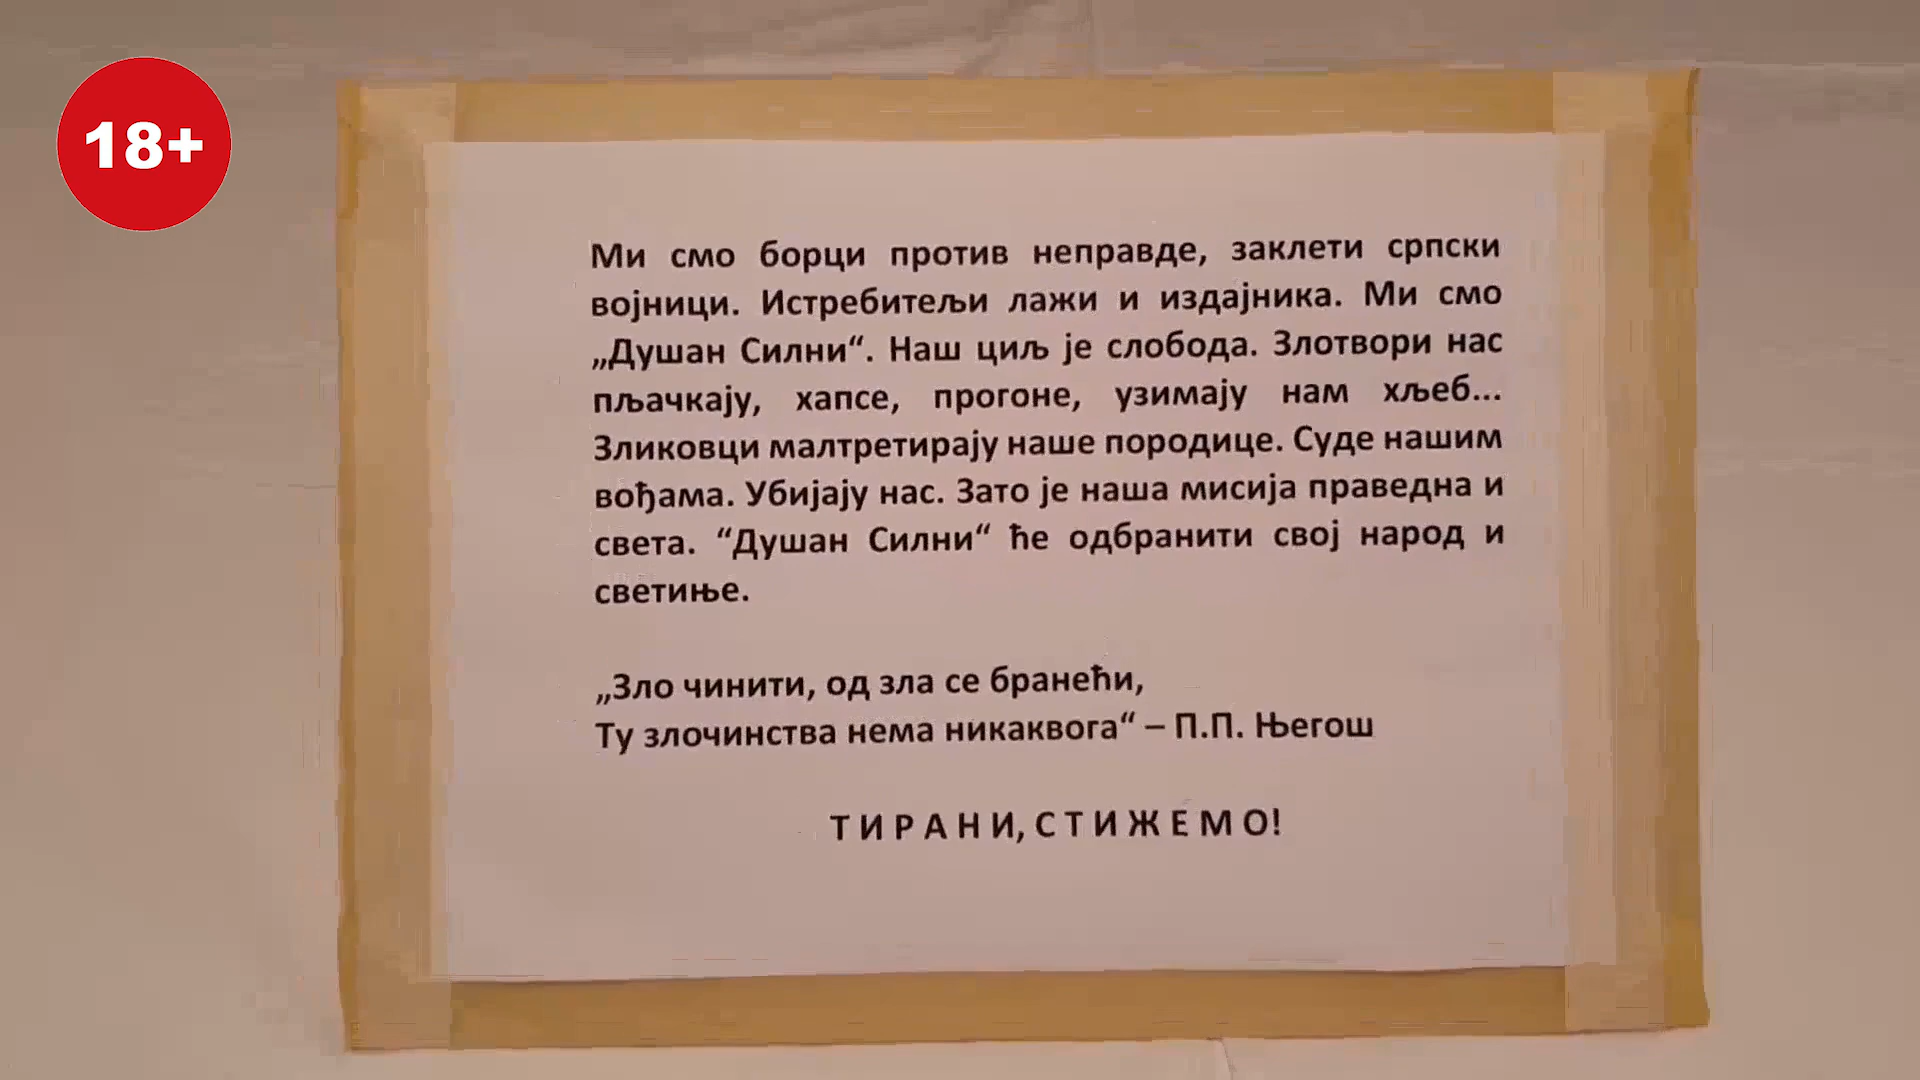 18+
Ми смо борци против неправде, заклети српски
војници. Истребитељи лажи и издајника. Ми смо
„Душан Силни“. Наш циљ је слобода. Злотвори нас
пљачкају, хапсе, прогоне, узимају нам хљеб...
Зликовци малтретирају наше породице. Суде нашим
вођама. Убијају нас. Зато је наша мисија праведна и
света. “Душан Силни“ ће одбранити свој народ и
светиње.
„Зло чинити, од зла се бранећи,
Ту злочинства нема никаквога“ – П.П. Његош
Т И Р А Н И, С Т И Ж Е М О!